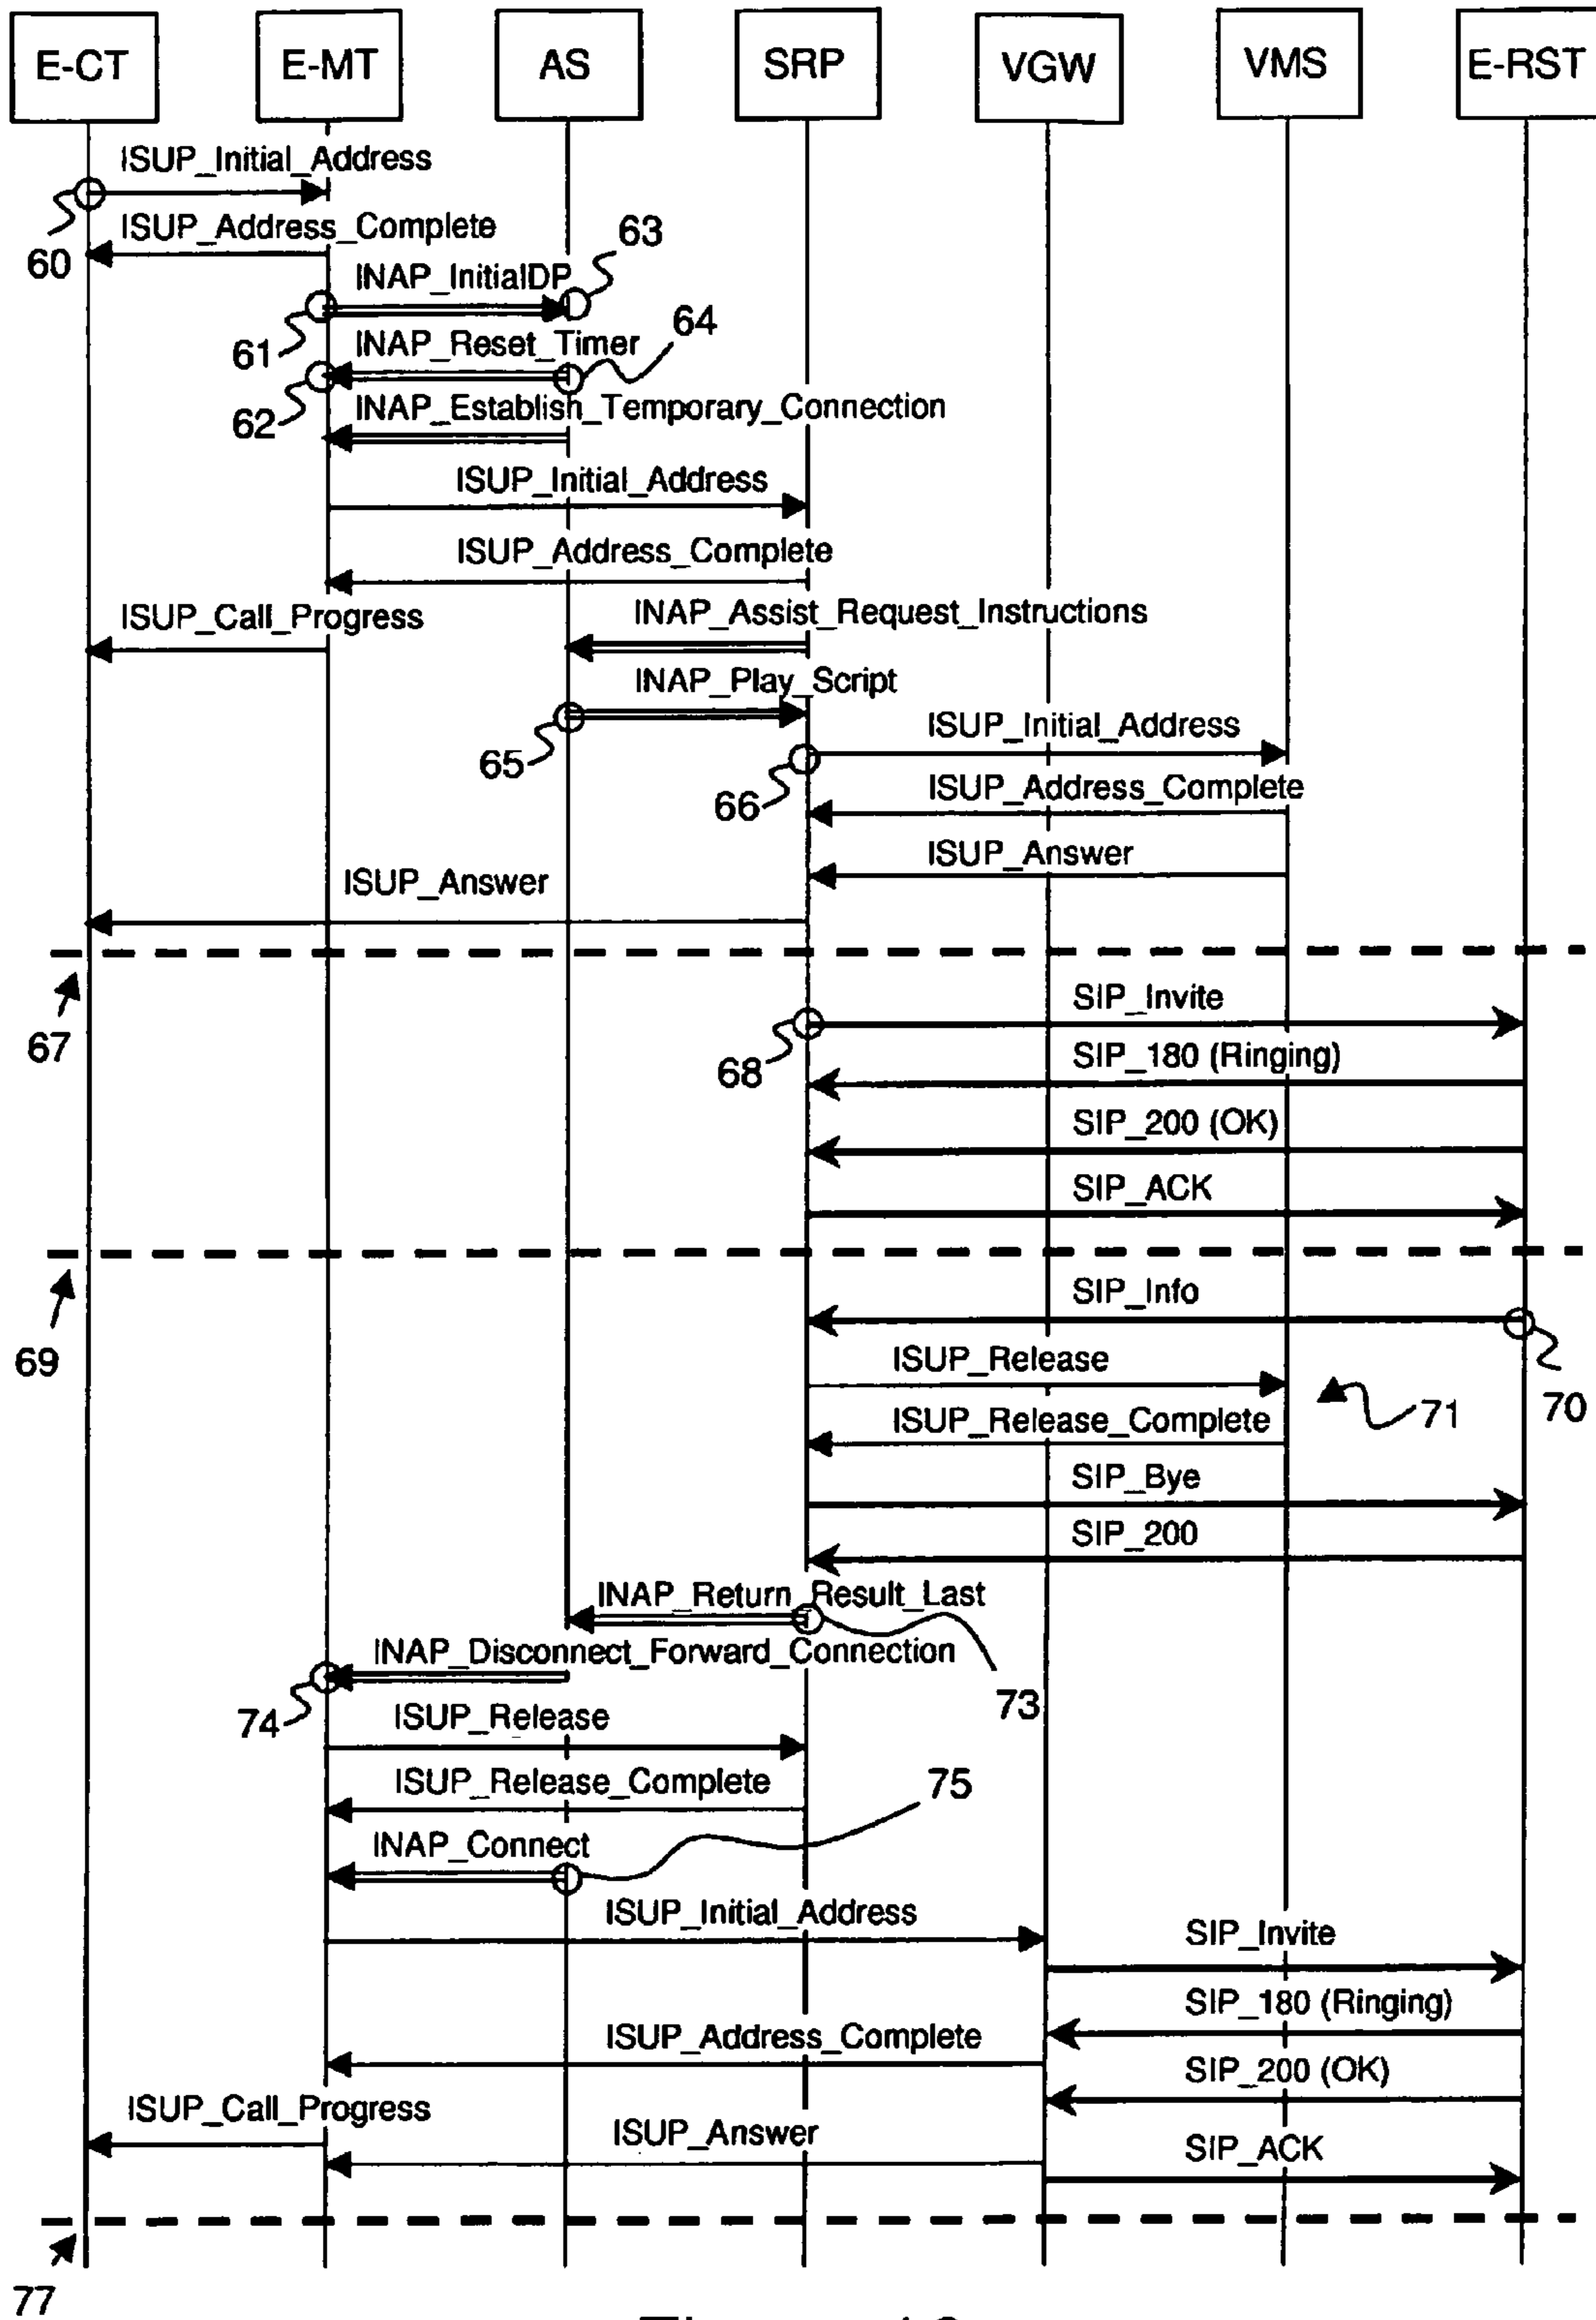 E-CT E-MT AS SRP VGW VMS E-RST
ISUP_Initial_Address
60
ISUP_Address_Complete
63
INAP_InitialDP
61
64
INAP_Reset_Timer
62
INAP_Establish_Temporary_Connection
ISUP_Initial_Address
ISUP_Address_Complete
ISUP_Call_Progress INAP_Assist_Request_Instructions
INAP_Play_Script
65
ISUP_Initial_Address
66
ISUP_Address_Complete
ISUP_Answer
ISUP_Answer
67
SIP_Invite
68
SIP_180 (Ringing)
SIP_200 (OK)
SIP_ACK
69
SIP_Info
70
ISUP_Release
71
ISUP_Release_Complete
SIP_Bye
SIP_200
INAP_Return_Result_Last
73
INAP_Disconnect_Forward_Connection
74
ISUP_Release
ISUP_Release_Complete
75
INAP_Connect
ISUP_Initial_Address
SIP_Invite
SIP_180 (Ringing)
ISUP_Address_Complete
SIP_200 (OK)
ISUP_Call_Progress
ISUP_Answer
SIP_ACK
77